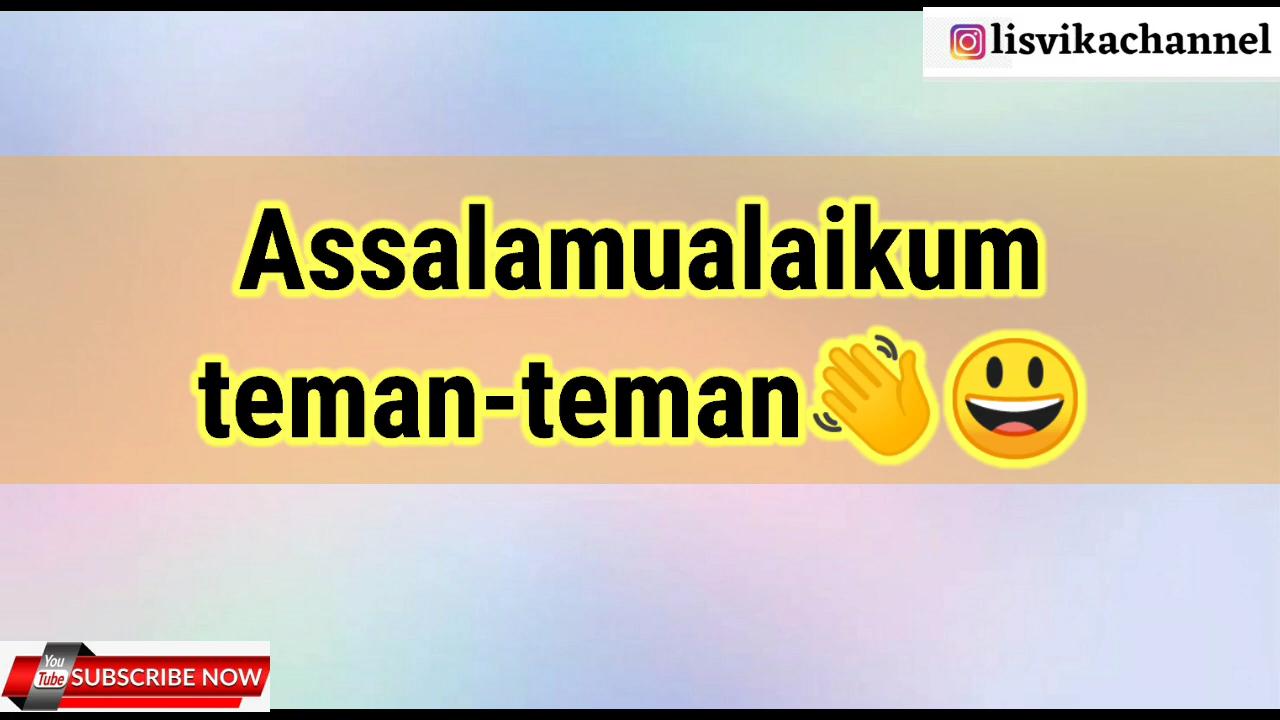 lisvikachannel
Assalamualaikum
teman-teman👋😃
You
Tube
SUBSCRIBE NOW